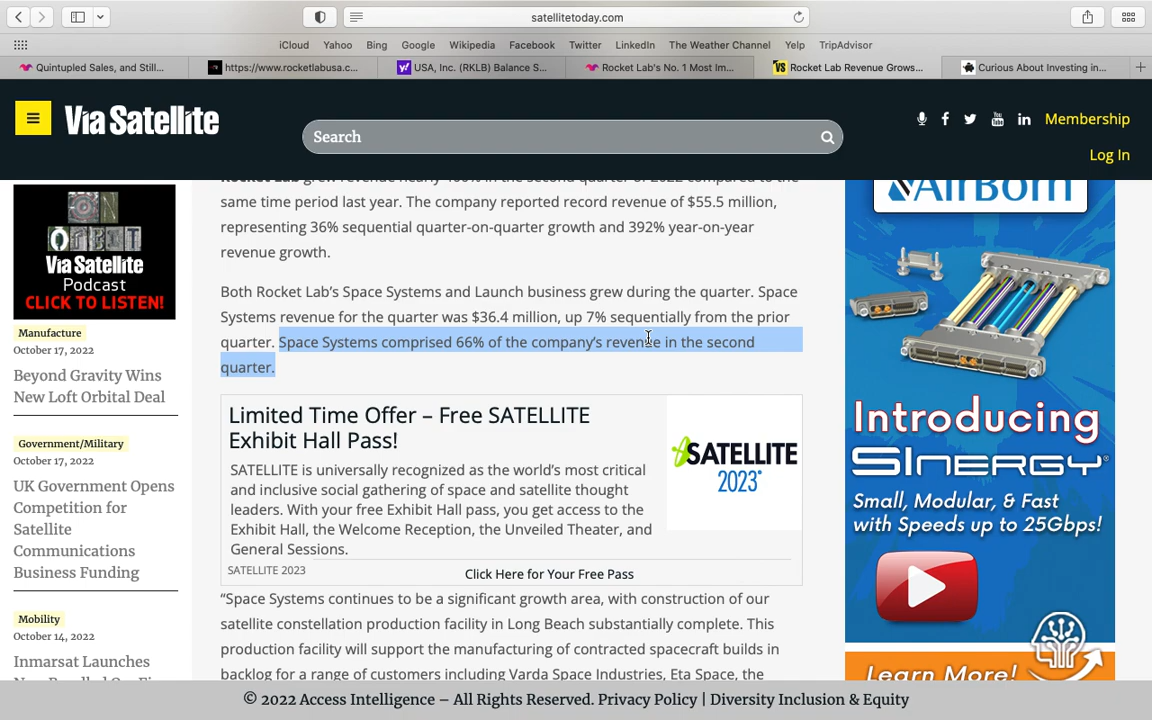 satellitetoday.com
iCloud Yahoo Bing Google Wikipedia Facebook Twitter LinkedIn The Weather Channel Yelp TripAdvisor
Quintupled Sales, and Still...
https://www.rocketlabusa.c...
USA, Inc. (RKLB) Balance S...
Rocket Lab's No. 1 Most Im...
VS Rocket Lab Revenue Grows...
Curious About Investing in...
Via Satellite
Search
Membership
Log In
ORBIT
Via Satellite
Podcast
CLICK TO LISTEN!
Manufacture
October 17, 2022
Beyond Gravity Wins
New Loft Orbital Deal
Government/Military
October 17, 2022
UK Government Opens
Competition for
Satellite
Communications
Business Funding
Mobility
October 14, 2022
Inmarsat Launches
same time period last year. The company reported record revenue of $55.5 million,
representing 36% sequential quarter-on-quarter growth and 392% year-on-year
revenue growth.
Both Rocket Lab's Space Systems and Launch business grew during the quarter. Space
Systems revenue for the quarter was $36.4 million, up 7% sequentially from the prior
quarter. Space Systems comprised 66% of the company's revenue in the second
quarter.
Limited Time Offer – Free SATELLITE
Exhibit Hall Pass!
SATELLITE is universally recognized as the world's most critical
and inclusive social gathering of space and satellite thought
leaders. With your free Exhibit Hall pass, you get access to the
Exhibit Hall, the Welcome Reception, the Unveiled Theater, and
General Sessions.
SATELLITE 2023
Click Here for Your Free Pass
SATELLITE
2023
"Space Systems continues to be a significant growth area, with construction of our
satellite constellation production facility in Long Beach substantially complete. This
production facility will support the manufacturing of contracted spacecraft builds in
backlog for a range of customers including Varda Space Industries, Eta Space, the
AirBorn
Introducing
SINERGY®
Small, Modular, & Fast
with Speeds up to 25Gbps!
Learn More!
© 2022 Access Intelligence – All Rights Reserved. Privacy Policy | Diversity Inclusion & Equity